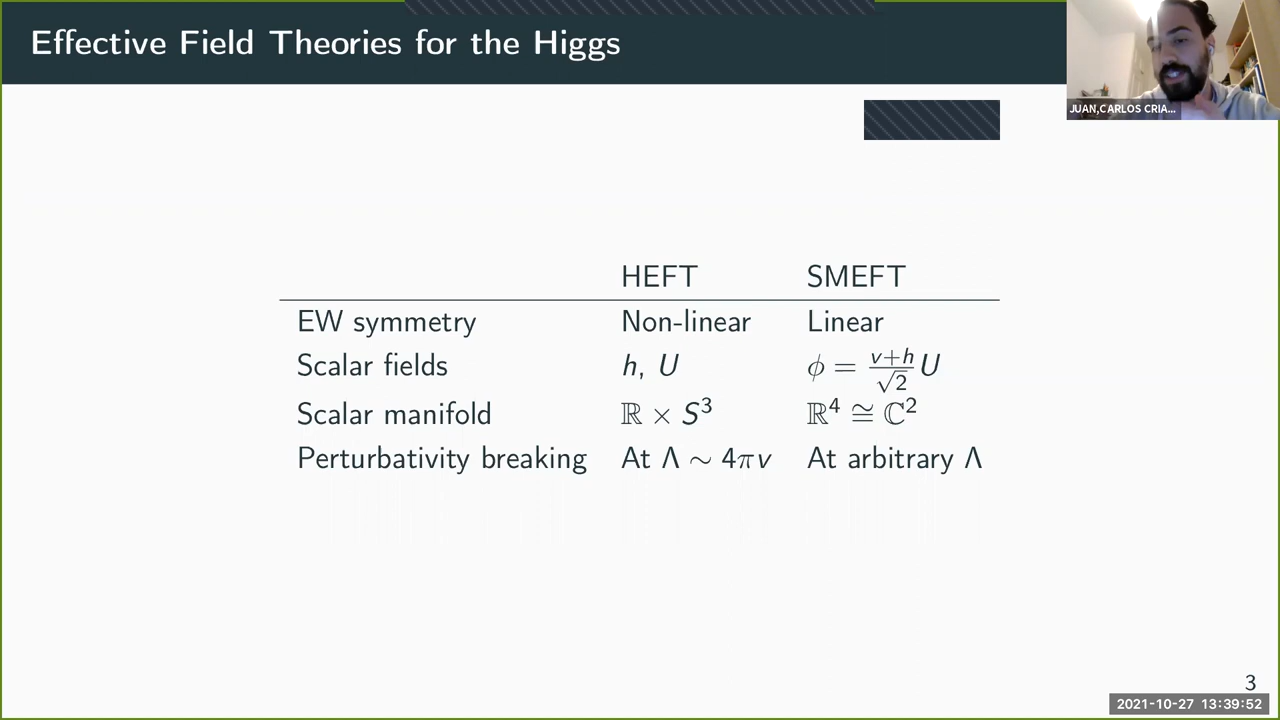 Effective Field Theories for the Higgs
JUAN,CARLOS CRIA...
HEFT SMEFT
EW symmetry Non-linear Linear
Scalar fields h, U ϕ = v+h/√2 U
Scalar manifold ℝ × S³ ℝ⁴ ≅ ℂ²
Perturbativity breaking At Λ ∼ 4πv At arbitrary Λ
3
2021-10-27 13:39:52